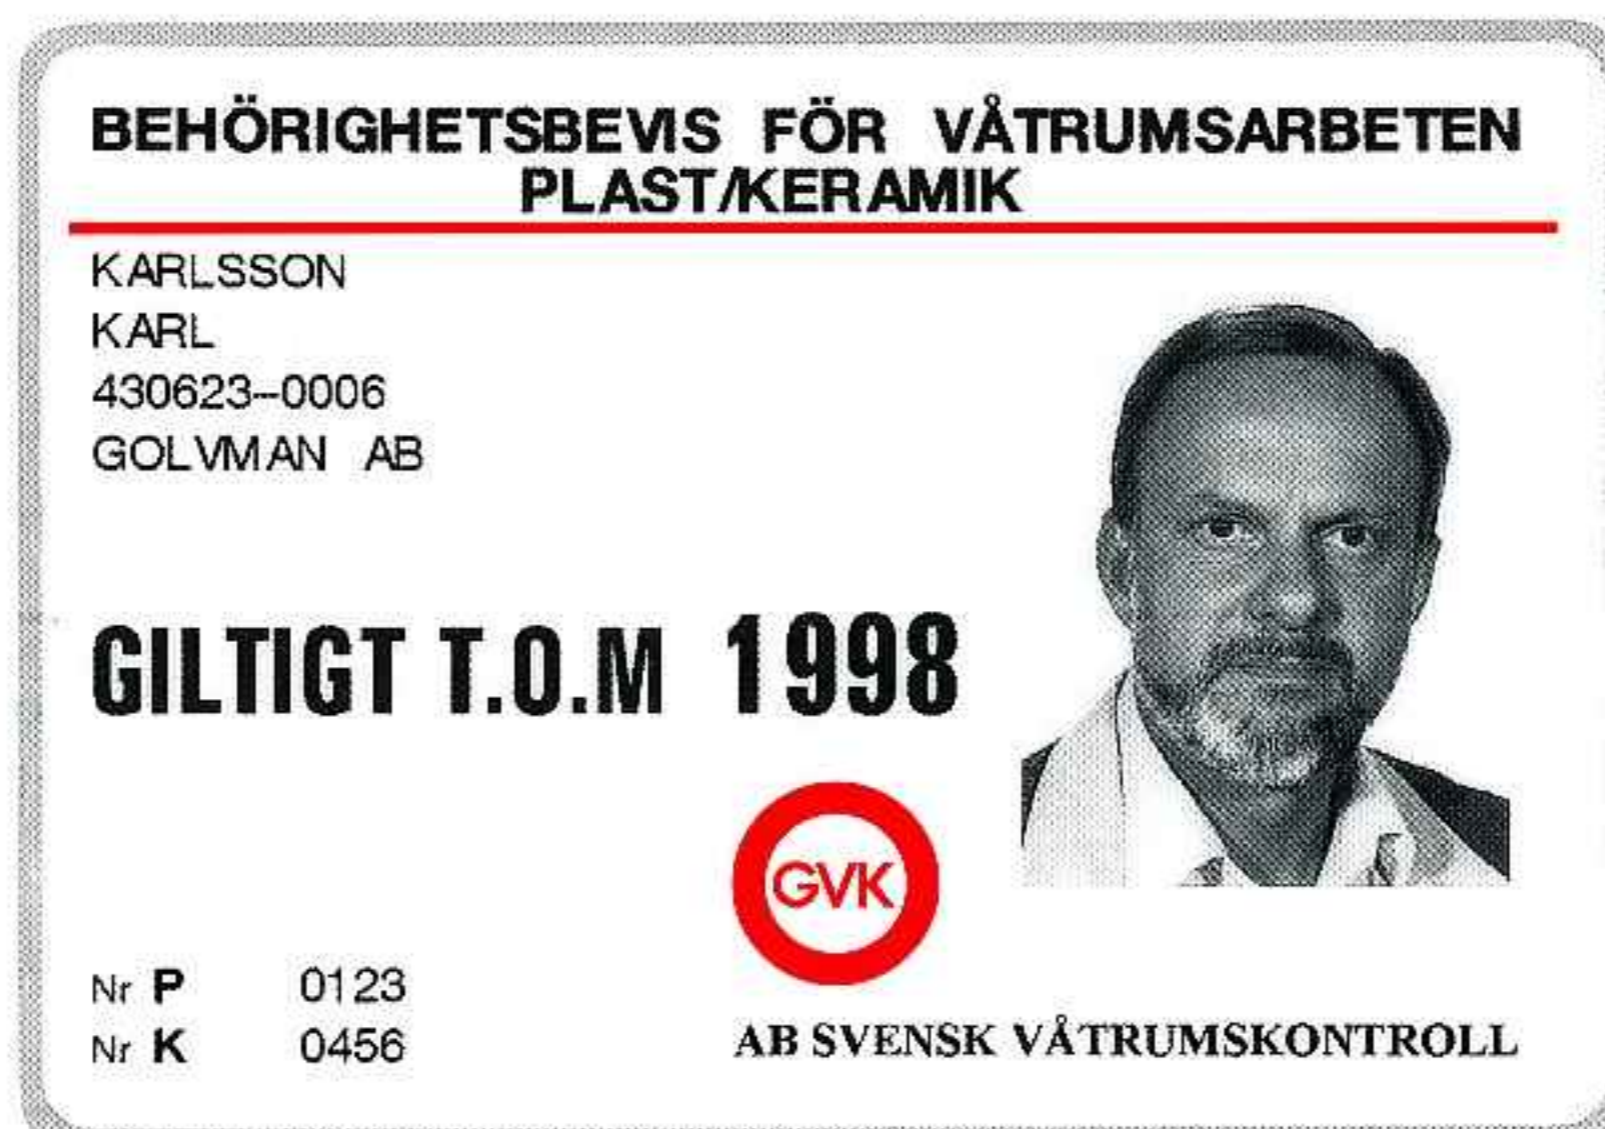 BEHÖRIGHETSBEVIS FÖR VÅTRUMSARBETEN
PLAST/KERAMIK
KARLSSON
KARL
430623--0006
GOLVMAN AB
GILTIGT T.O.M 1998
GVK
Nr P 0123
Nr K 0456
AB SVENSK VÅTRUMSKONTROLL